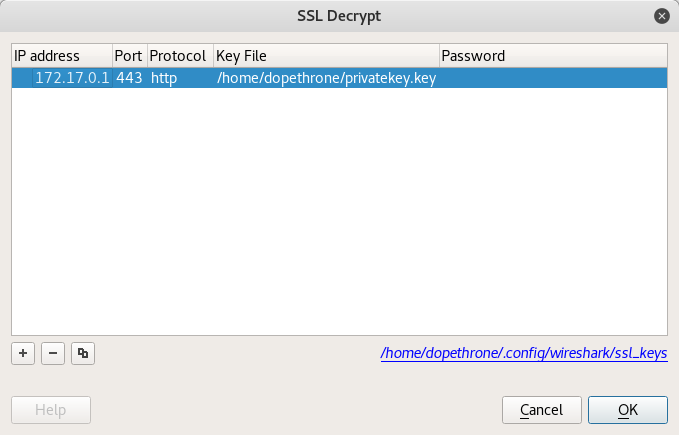 SSL Decrypt
IP address Port Protocol Key File Password
172.17.0.1 443 http /home/dopethrone/privatekey.key
/home/dopethrone/.config/wireshark/ssl_keys
Help Cancel OK